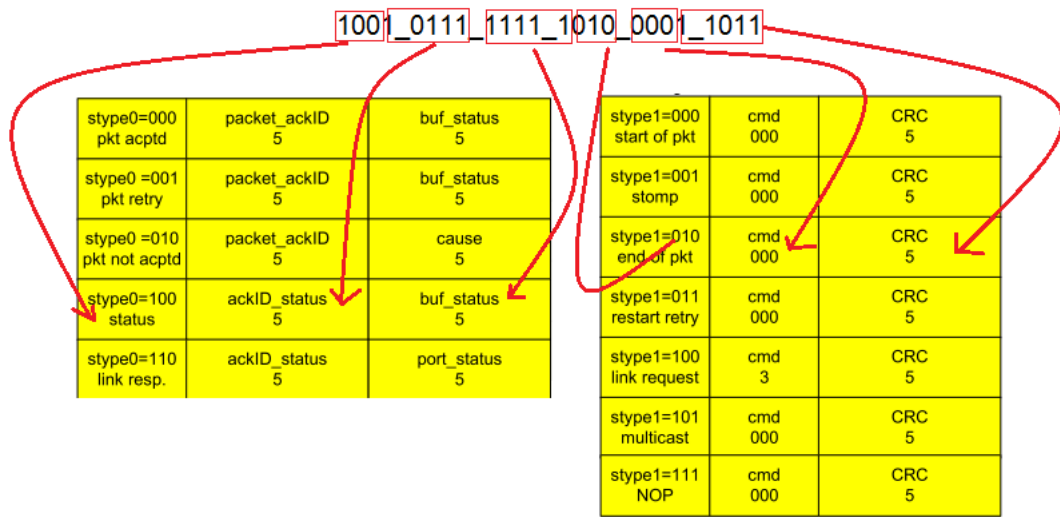 1001_0111_1111_1010_0001_1011
stype0=000 packet_ackID buf_status
pkt acptd 5 5
stype0 =001 packet_ackID buf_status
pkt retry 5 5
stype0 =010 packet_ackID cause
pkt not acptd 5 5
stype0=100 ackID_status buf_status
status 5 5
stype0=110 ackID_status port_status
link resp. 5 5
stype1=000 cmd CRC
start of pkt 000 5
stype1=001 cmd CRC
stomp 000 5
stype1=010 cmd CRC
end of pkt 000 5
stype1=011 cmd CRC
restart retry 000 5
stype1=100 cmd CRC
link request 3 5
stype1=101 cmd CRC
multicast 000 5
stype1=111 cmd CRC
NOP 000 5